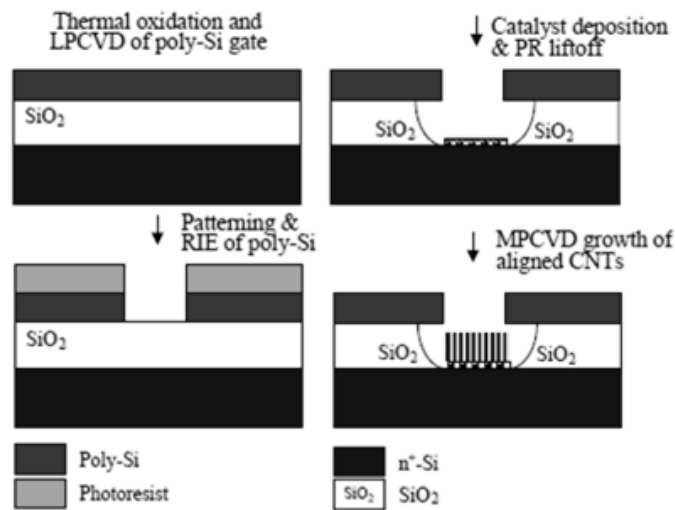 Thermal oxidation and
LPCVD of poly-Si gate
SiO₂
Patterning &
RIE of poly-Si
SiO₂
Catalyst deposition
& PR liftoff
SiO₂ SiO₂
MPCVD growth of
aligned CNTs
SiO₂ SiO₂
Poly-Si
Photoresist
n⁺-Si
SiO₂ SiO₂